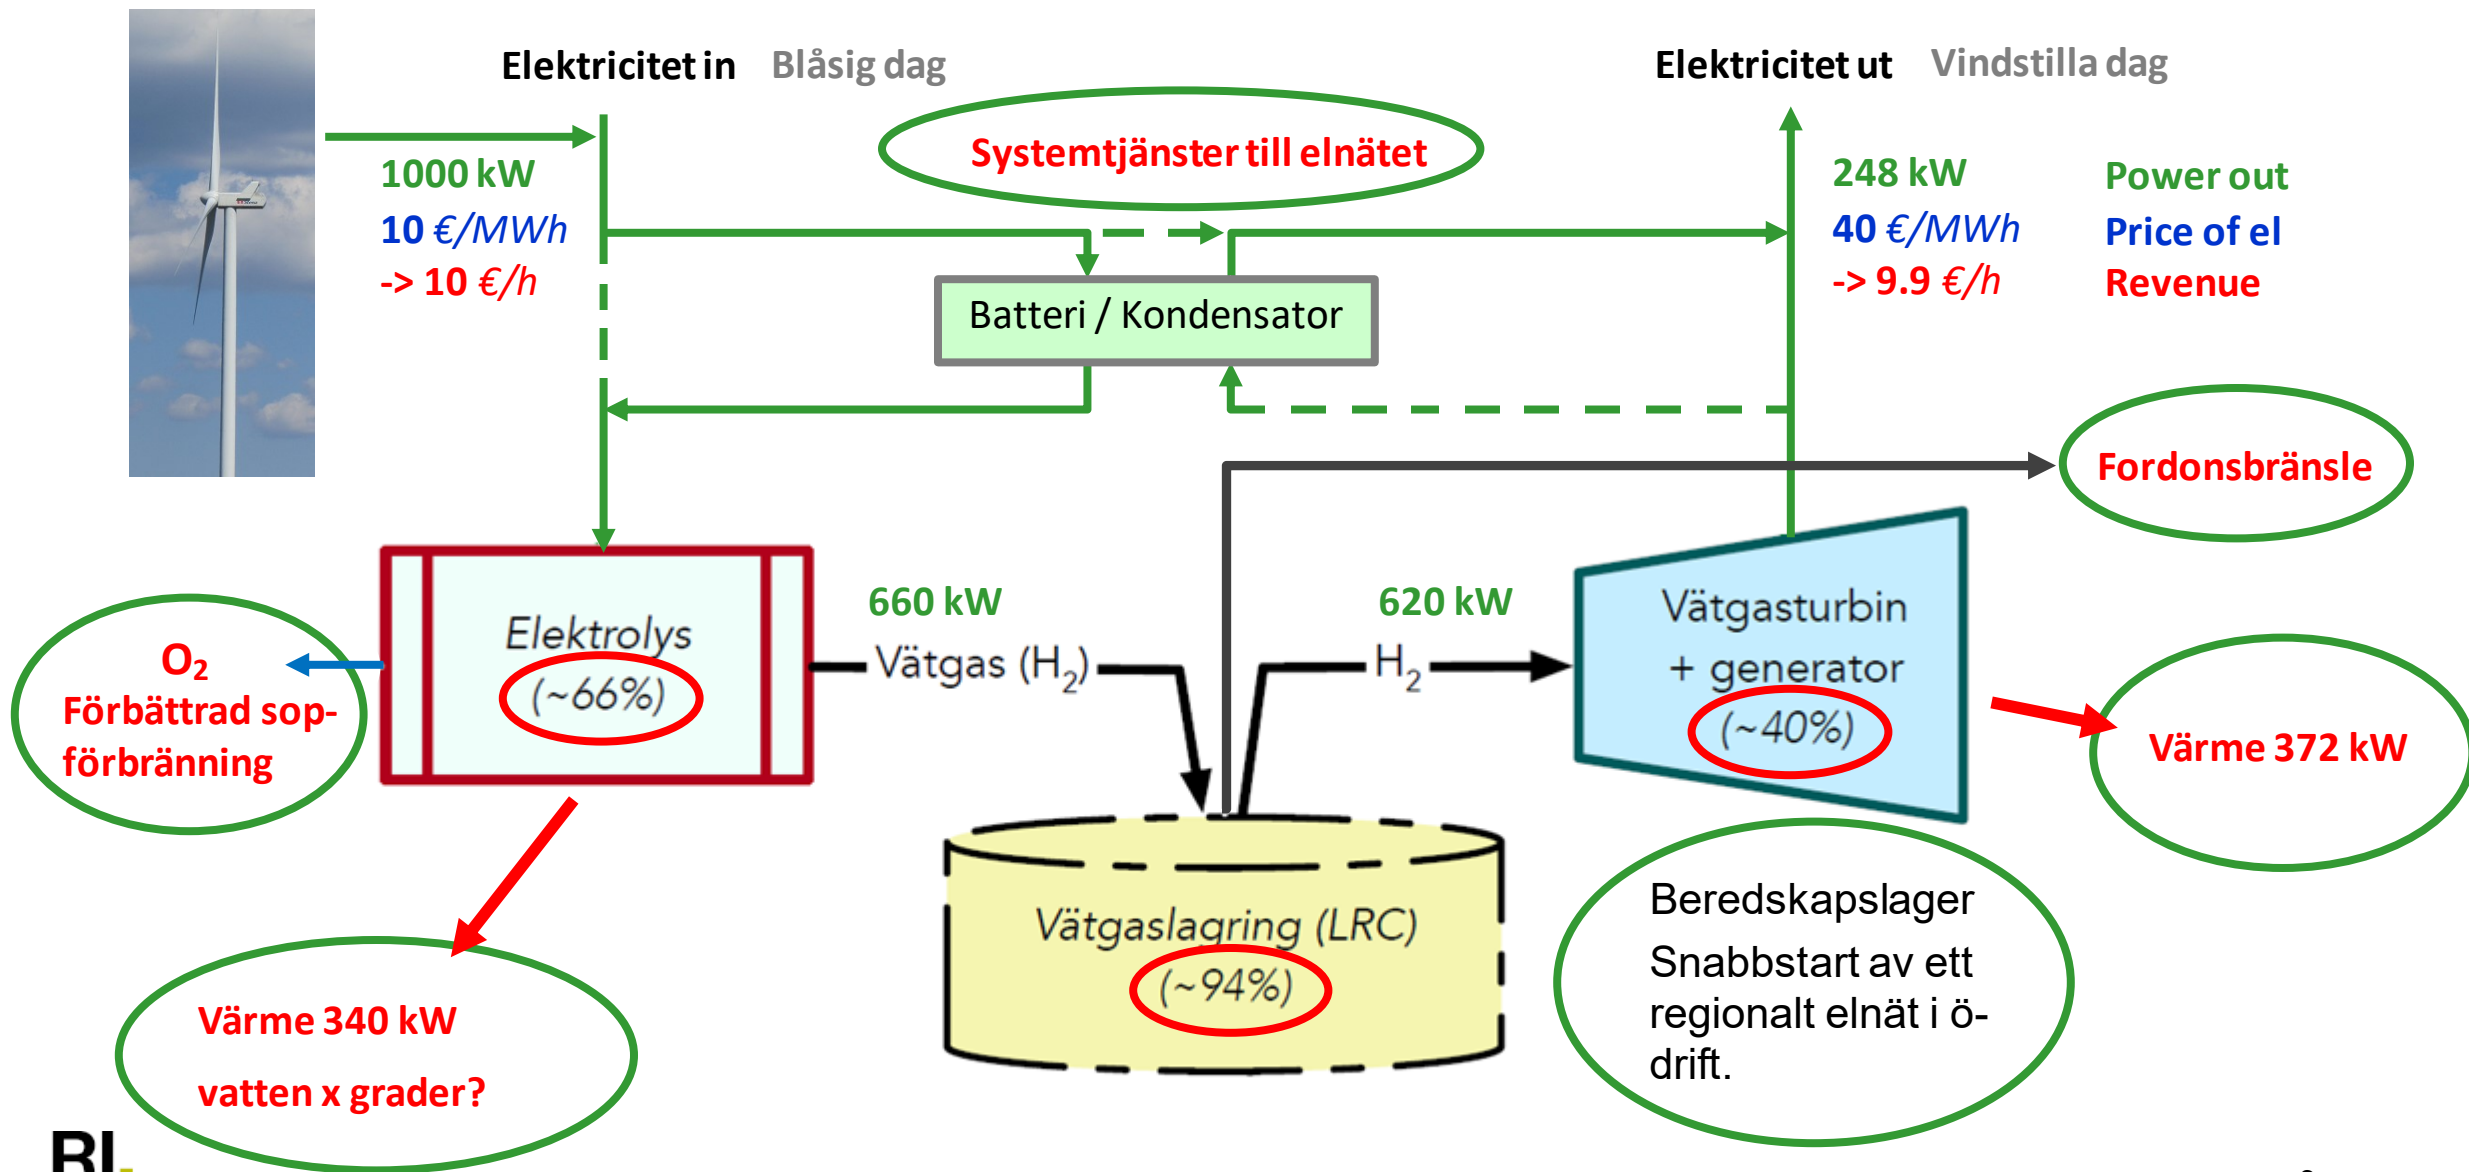 Elektricitet in Blåsig dag
Elektricitet ut Vindstilla dag
Systemtjänster till elnätet
1000 kW
10 €/MWh
-> 10 €/h
248 kW Power out
40 €/MWh Price of el
-> 9.9 €/h Revenue
Batteri / Kondensator
Fordonsbränsle
Elektrolys
(~66%)
660 kW
Vätgas (H₂)
620 kW
H₂
Vätgasturbin
+ generator
(~40%)
O₂
Förbättrad sop-
förbränning
Värme 372 kW
Vätgaslagring (LRC)
(~94%)
Beredskapslager
Snabbstart av ett
regionalt elnät i ö-
drift.
Värme 340 kW
vatten x grader?